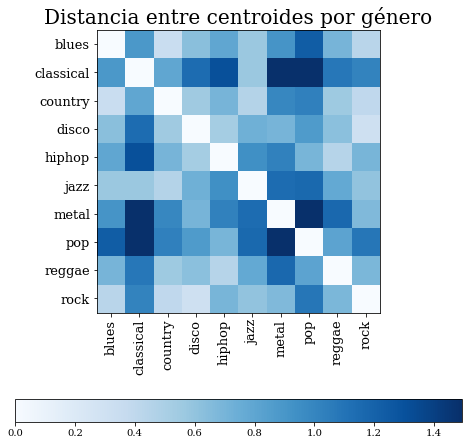 Distancia entre centroides por género
blues
classical
country
disco
hiphop
jazz
metal
pop
reggae
rock
blues
classical
country
disco
hiphop
jazz
metal
pop
reggae
rock
0.0 0.2 0.4 0.6 0.8 1.0 1.2 1.4